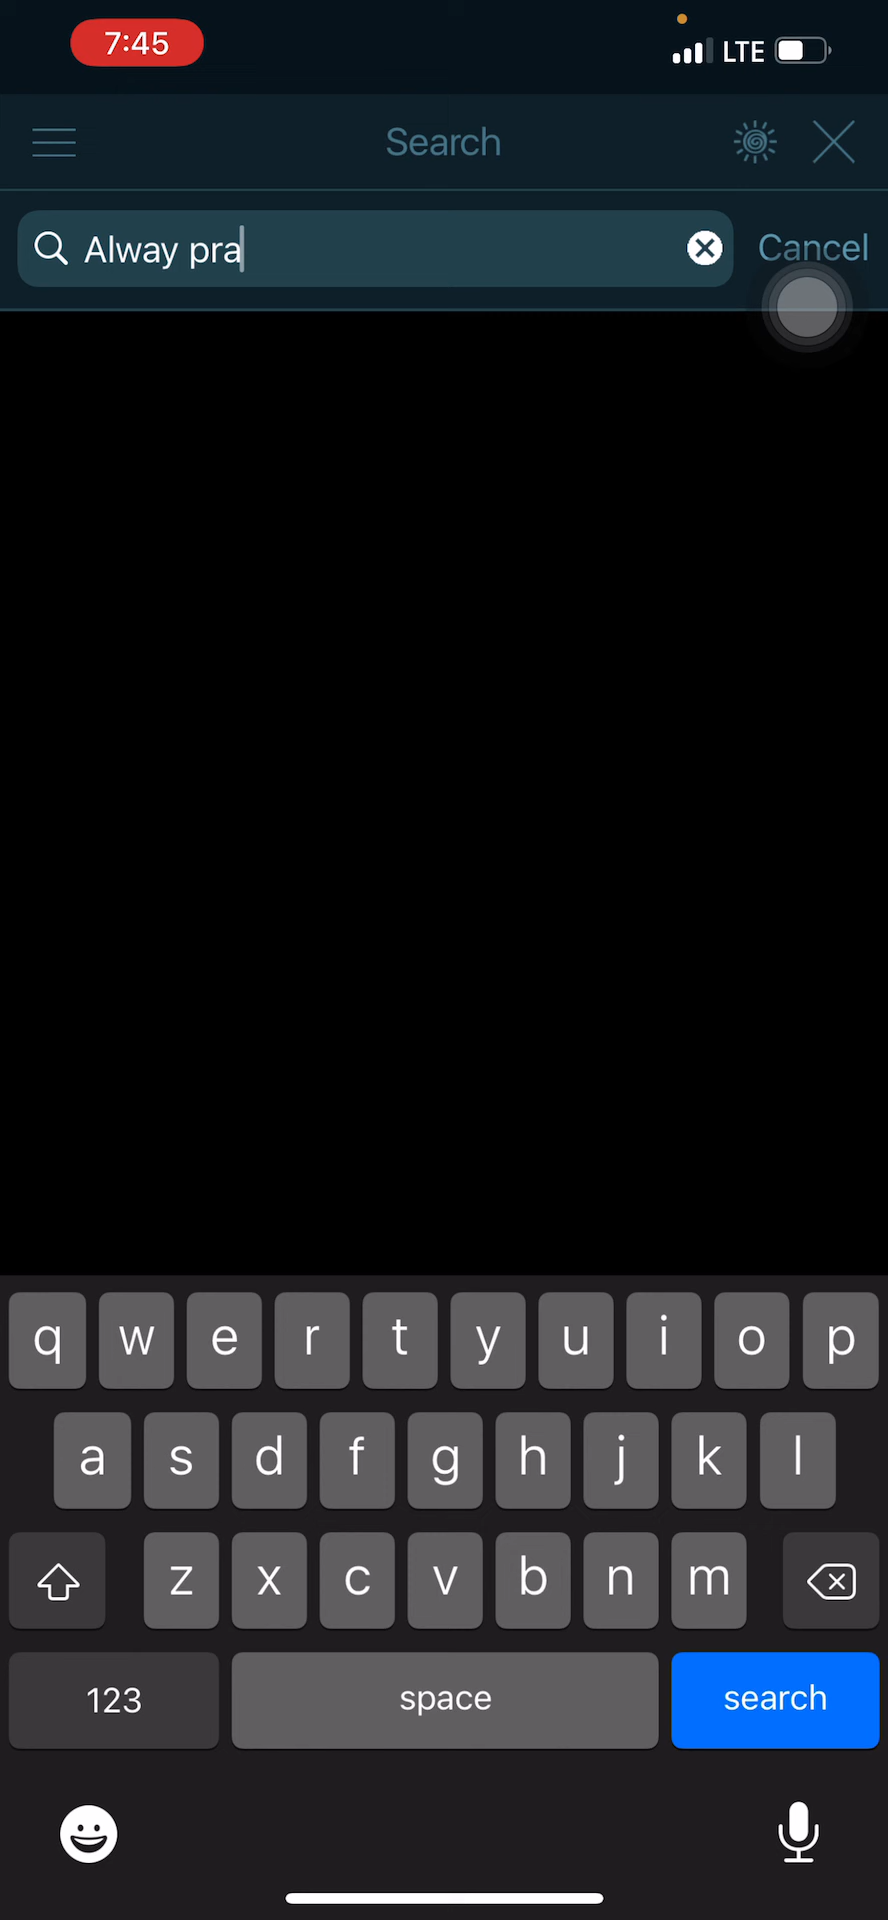 7:45
LTE
Search
Alway pra
Cancel
q w e r t y u i o p
a s d f g h j k l
z x c v b n m
123 space search